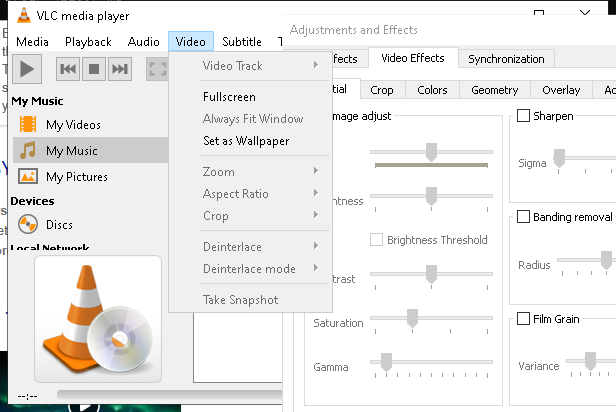 VLC media player
Media Playback Audio Video Subtitle T
My Music
My Videos
My Music
My Pictures
Devices
Discs
Local Network
--:--
Video Track
Fullscreen
Always Fit Window
Set as Wallpaper
Zoom
Aspect Ratio
Crop
Deinterlace
Deinterlace mode
Take Snapshot
Adjustments and Effects
ffects Video Effects Synchronization
tial Crop Colors Geometry Overlay
mage adjust
ntness
Brightness Threshold
trast
Saturation
Gamma
Sharpen
Sigma
Banding removal
Radius
Film Grain
Variance